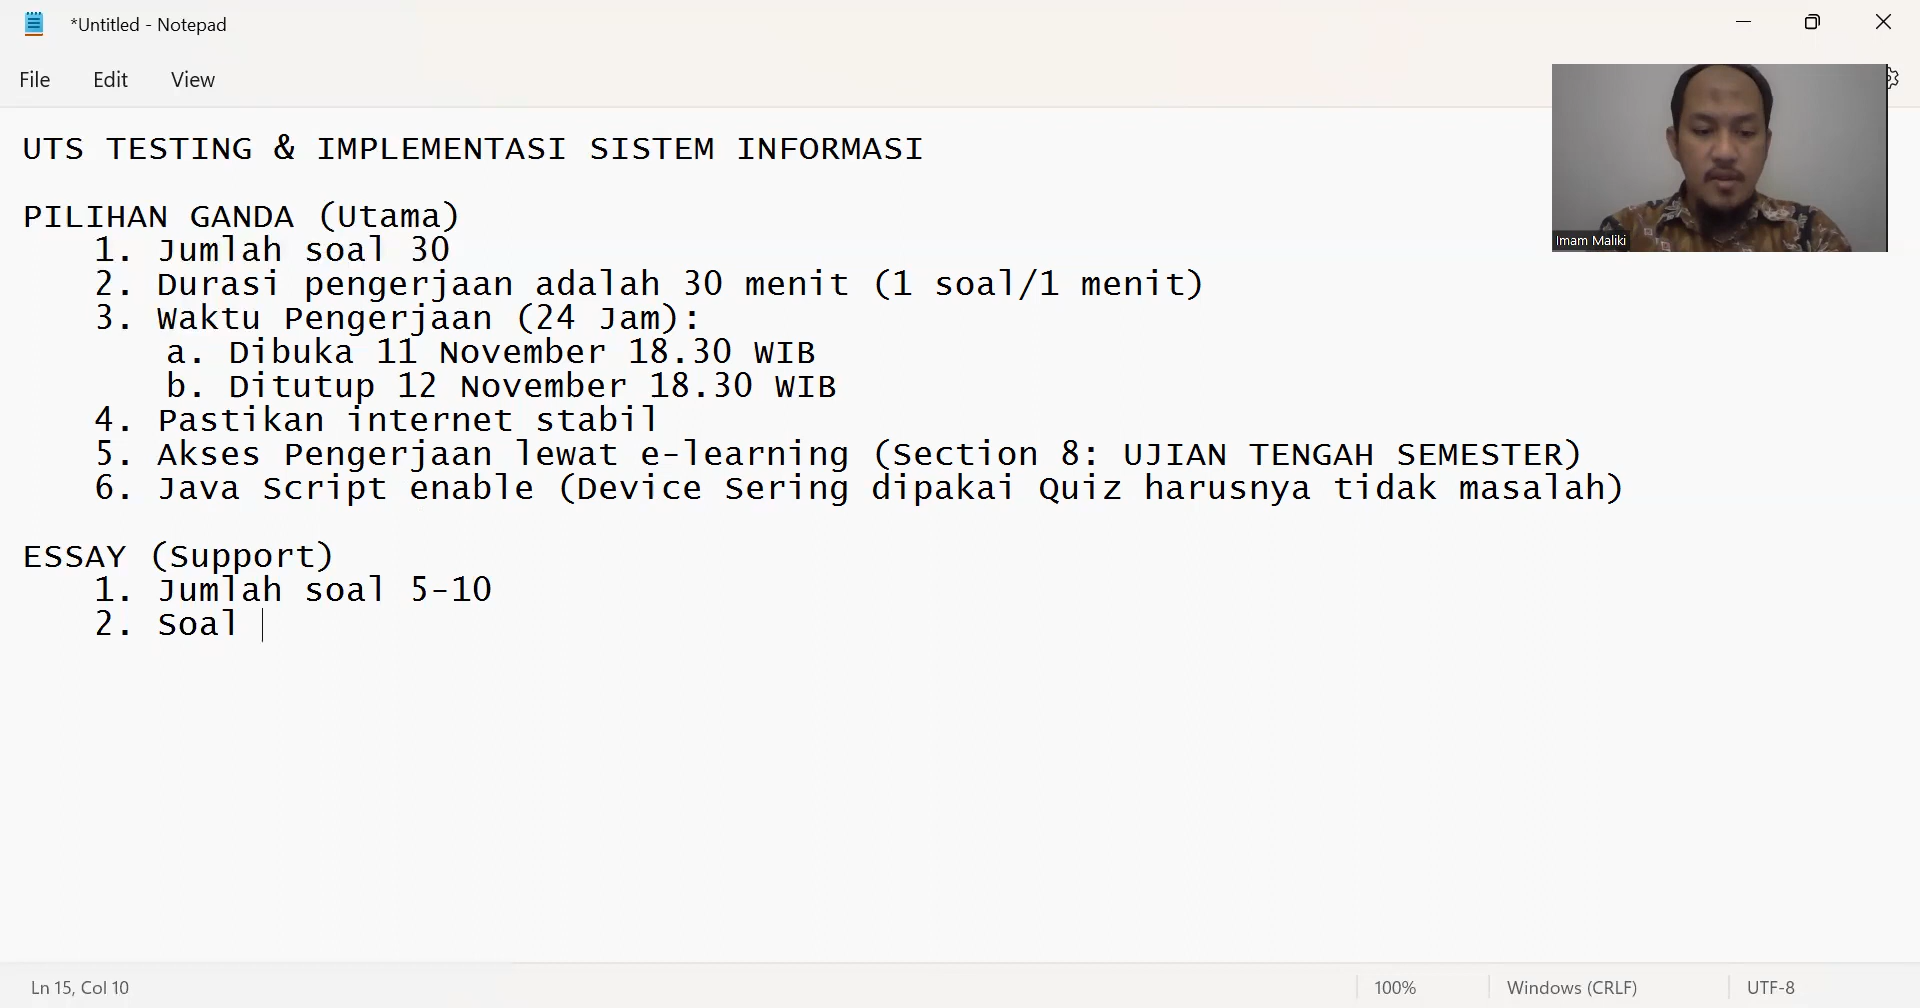 *Untitled - Notepad
File Edit View
UTS TESTING & IMPLEMENTASI SISTEM INFORMASI
PILIHAN GANDA (Utama)
1. Jumlah soal 30
2. Durasi pengerjaan adalah 30 menit (1 soal/1 menit)
3. Waktu Pengerjaan (24 Jam):
a. Dibuka 11 November 18.30 WIB
b. Ditutup 12 November 18.30 WIB
4. Pastikan internet stabil
5. Akses Pengerjaan lewat e-learning (Section 8: UJIAN TENGAH SEMESTER)
6. Java Script enable (Device Sering dipakai Quiz harusnya tidak masalah)
ESSAY (Support)
1. Jumlah soal 5-10
2. Soal
Imam Maliki
Ln 15, Col 10 100% Windows (CRLF) UTF-8